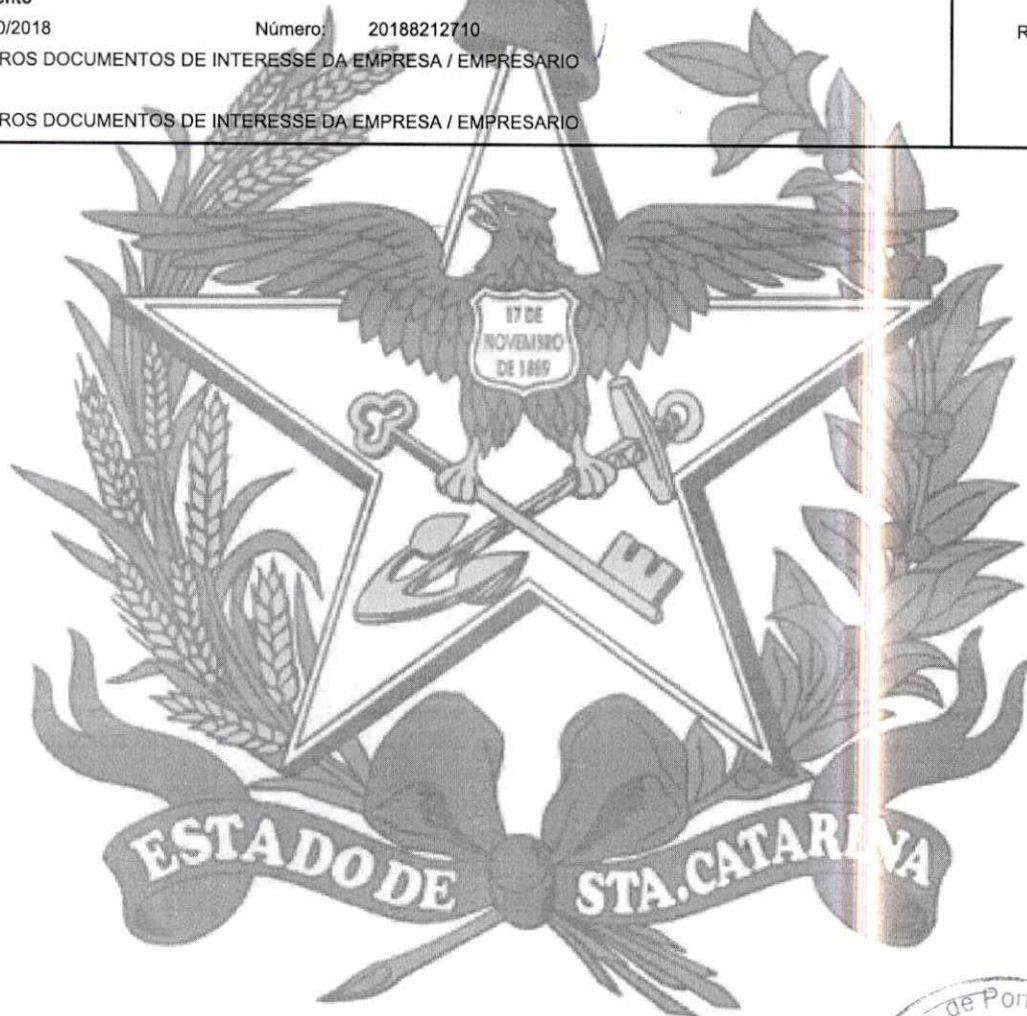 0/2018 Número: 20188212710
ROS DOCUMENTOS DE INTERESSE DA EMPRESA / EMPRESARIO
R
ROS DOCUMENTOS DE INTERESSE DA EMPRESA / EMPRESARIO
17 DE
NOVEMBRO
DE 1889
ESTADO DE STA.CATARINA
de Pon